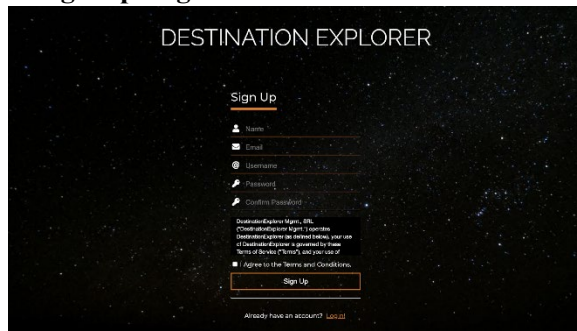 DESTINATION EXPLORER
Sign Up
Name
Email
Username
Password
Confirm Password
DestinationExplorer Mgmt., SRL
("DestinationExplorer Mgmt.") operates
DestinationExplorer (as defined below), your use
of DestinationExplorer is governed by these
Terms of Service ("Terms"), and your use of
I Agree to the Terms and Conditions.
Sign Up
Already have an account? Log in!